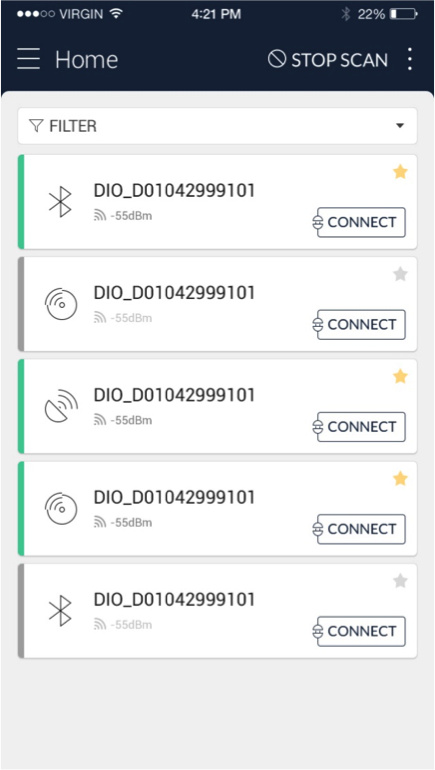 VIRGIN 4:21 PM 22%
Home STOP SCAN
FILTER
DIO_D01042999101
-55dBm
CONNECT
DIO_D01042999101
-55dBm
CONNECT
DIO_D01042999101
-55dBm
CONNECT
DIO_D01042999101
-55dBm
CONNECT
DIO_D01042999101
-55dBm
CONNECT